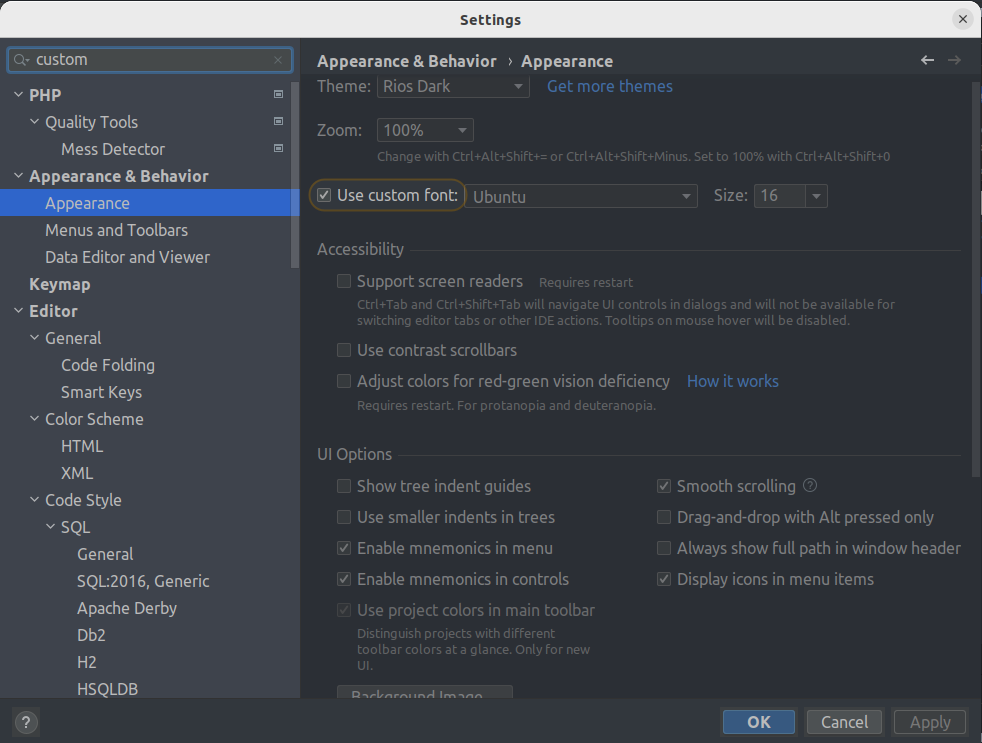 Settings
custom
PHP
Quality Tools
Mess Detector
Appearance & Behavior
Appearance
Menus and Toolbars
Data Editor and Viewer
Keymap
Editor
General
Code Folding
Smart Keys
Color Scheme
HTML
XML
Code Style
SQL
General
SQL:2016, Generic
Apache Derby
Db2
H2
HSQLDB
Appearance & Behavior › Appearance
Theme: Rios Dark Get more themes
Zoom: 100%
Change with Ctrl+Alt+Shift+= or Ctrl+Alt+Shift+Minus. Set to 100% with Ctrl+Alt+Shift+0
Use custom font: Ubuntu Size: 16
Accessibility
Support screen readers Requires restart
Ctrl+Tab and Ctrl+Shift+Tab will navigate UI controls in dialogs and will not be available for
switching editor tabs or other IDE actions. Tooltips on mouse hover will be disabled.
Use contrast scrollbars
Adjust colors for red-green vision deficiency How it works
Requires restart. For protanopia and deuteranopia.
UI Options
Show tree indent guides Smooth scrolling ?
Use smaller indents in trees Drag-and-drop with Alt pressed only
Enable mnemonics in menu Always show full path in window header
Enable mnemonics in controls Display icons in menu items
Use project colors in main toolbar
Distinguish projects with different
toolbar colors at a glance. Only for new
UI.
Background Image
? OK Cancel Apply